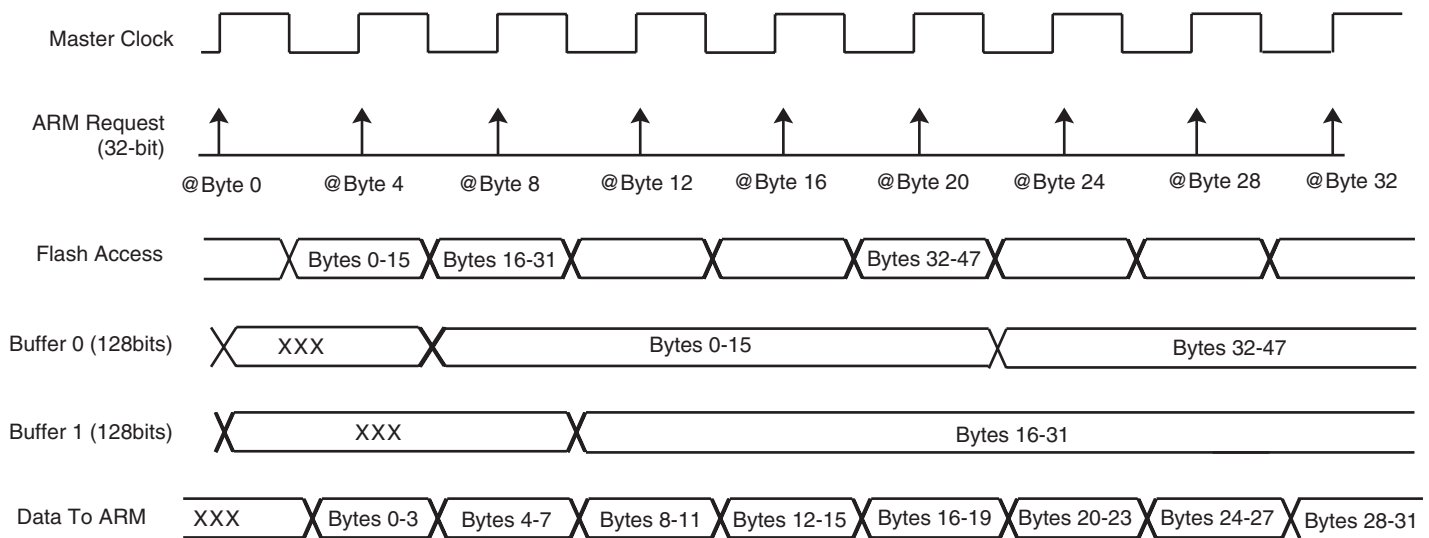 Master Clock
ARM Request
(32-bit)
@Byte 0 @Byte 4 @Byte 8 @Byte 12 @Byte 16 @Byte 20 @Byte 24 @Byte 28 @Byte 32
Flash Access Bytes 0-15 Bytes 16-31 Bytes 32-47
Buffer 0 (128bits) XXX Bytes 0-15 Bytes 32-47
Buffer 1 (128bits) XXX Bytes 16-31
Data To ARM XXX Bytes 0-3 Bytes 4-7 Bytes 8-11 Bytes 12-15 Bytes 16-19 Bytes 20-23 Bytes 24-27 Bytes 28-31